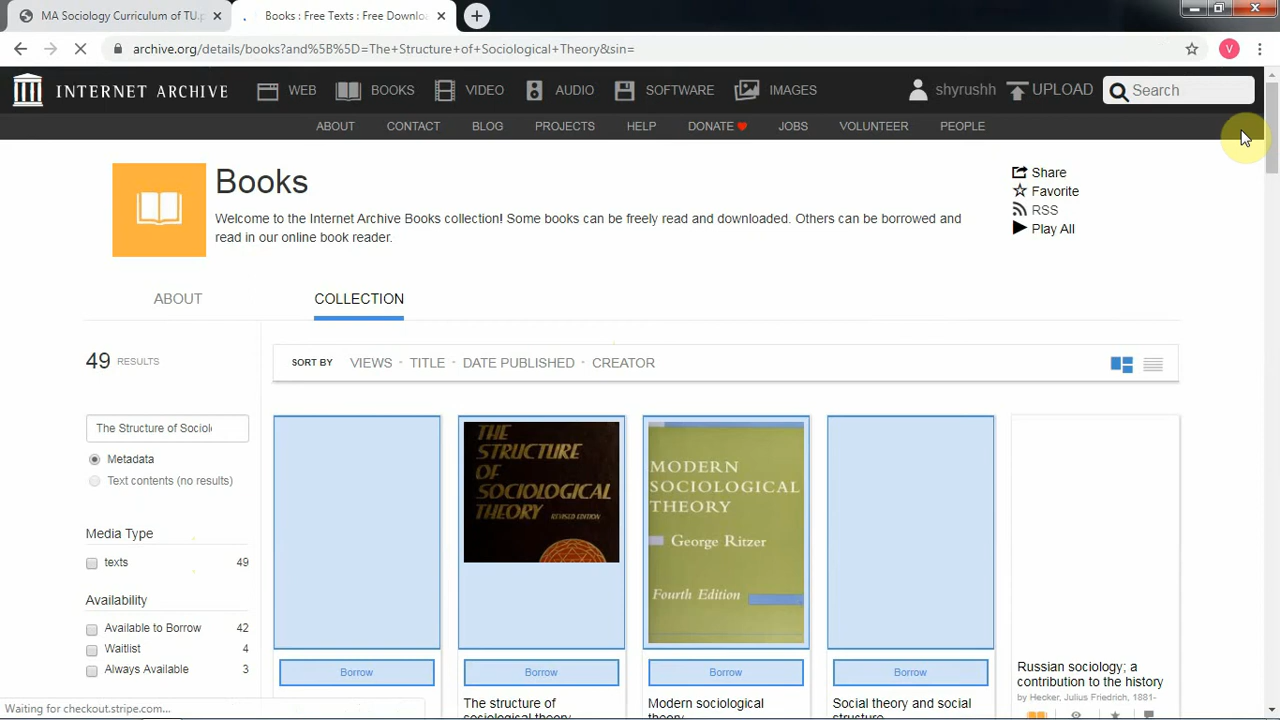 MA Sociology Curriculum of TU.p
Books : Free Texts : Free Downlo
archive.org/details/books?and%5B%5D=The+Structure+of+Sociological+Theory&sin=
V
INTERNET ARCHIVE
WEB BOOKS VIDEO AUDIO SOFTWARE IMAGES
shyrushh UPLOAD Search
ABOUT CONTACT BLOG PROJECTS HELP DONATE JOBS VOLUNTEER PEOPLE
Books
Welcome to the Internet Archive Books collection! Some books can be freely read and downloaded. Others can be borrowed and
read in our online book reader.
Share
Favorite
RSS
Play All
ABOUT COLLECTION
49 RESULTS
SORT BY VIEWS · TITLE · DATE PUBLISHED · CREATOR
The Structure of Sociol
Metadata
Text contents (no results)
Media Type
texts 49
Availability
Available to Borrow 42
Waitlist 4
Always Available 3
THE
STRUCTURE
OF
SOCIOLOGICAL
THEORY REVISED EDITION
MODERN
SOCIOLOGICAL
THEORY
George Ritzer
Fourth Edition
Borrow
Borrow
Borrow
Borrow
The structure of
sociological theory
Modern sociological
theory
Social theory and social
structure
Russian sociology; a
contribution to the history
by Hecker, Julius Friedrich, 1881-
Waiting for checkout.stripe.com...